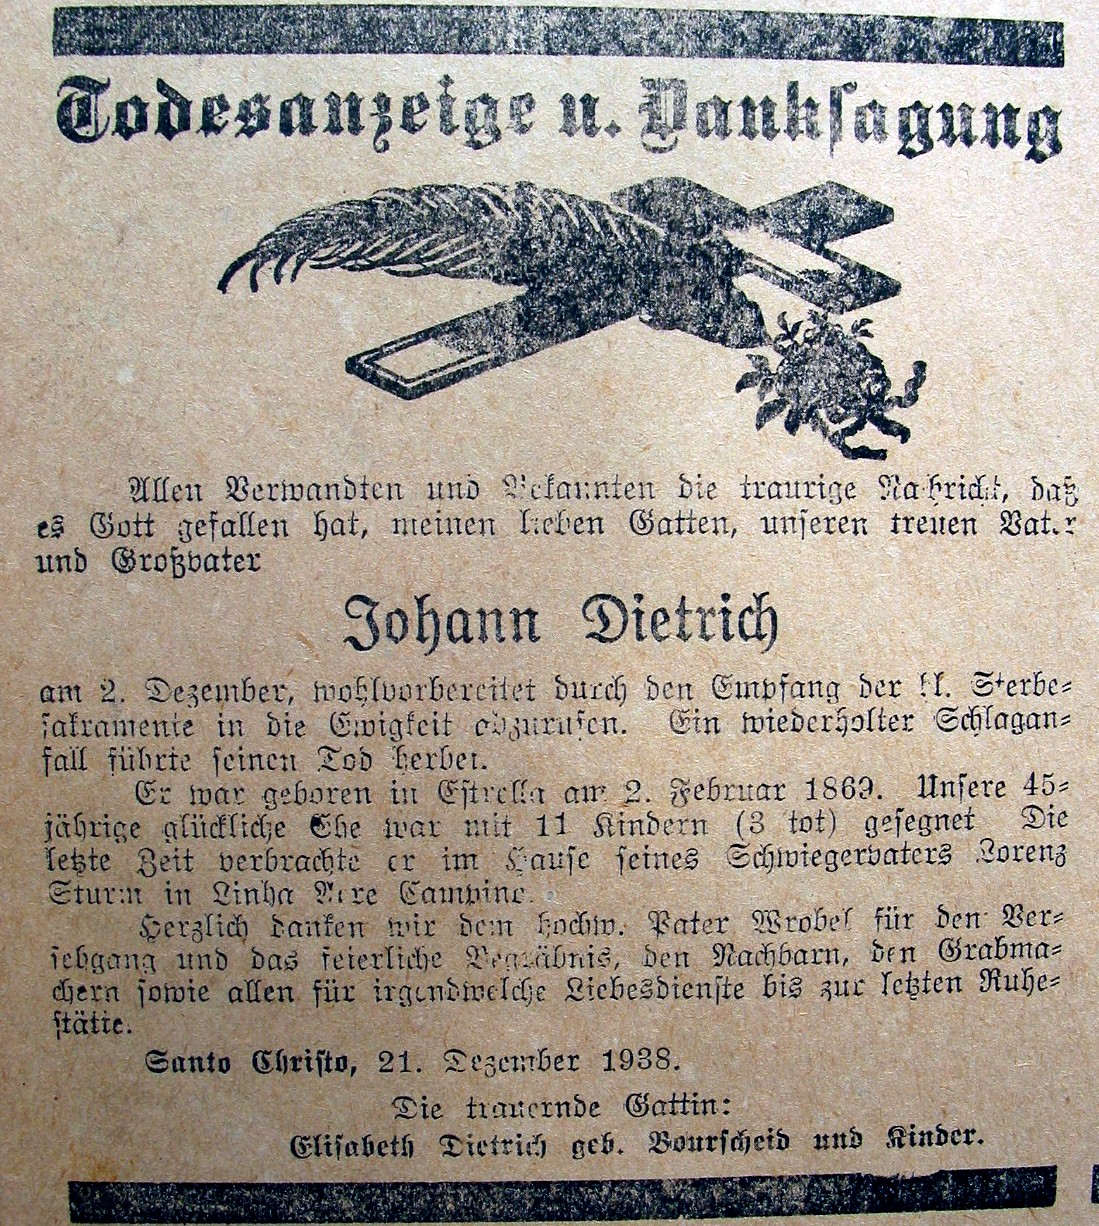 Todesanzeige u. Danksagung
Allen Verwandten und Bekannten die traurige Nachricht, daß
es Gott gefallen hat, meinen lieben Gatten, unseren treuen Vater
und Großvater
Johann Dietrich
am 2. Dezember, wohlvorbereitet durch den Empfang der hl. Sterbe-
sakramente in die Ewigkeit abzurufen. Ein wiederholter Schlagan-
fall führte seinen Tod herbei.
Er war geboren in Estrella am 2. Februar 1869. Unsere 45-
jährige glückliche Ehe war mit 11 Kindern (3 tot) gesegnet Die
letzte Zeit verbrachte er im Hause seines Schwiegervaters Lorenz
Sturm in Linha
Herzlich danken wir dem hochw. Pater Wrobel für den Ver-
sehgang und das feierliche Begräbnis, den Nachbarn, den Grabma-
chern sowie allen für irgendwelche Liebesdienste bis zur letzten Ruhe-
stätte.
Santo Christo, 21. Dezember 1938.
Die trauernde Gattin:
Elisabeth Dietrich geb. Bourscheid und Kinder.